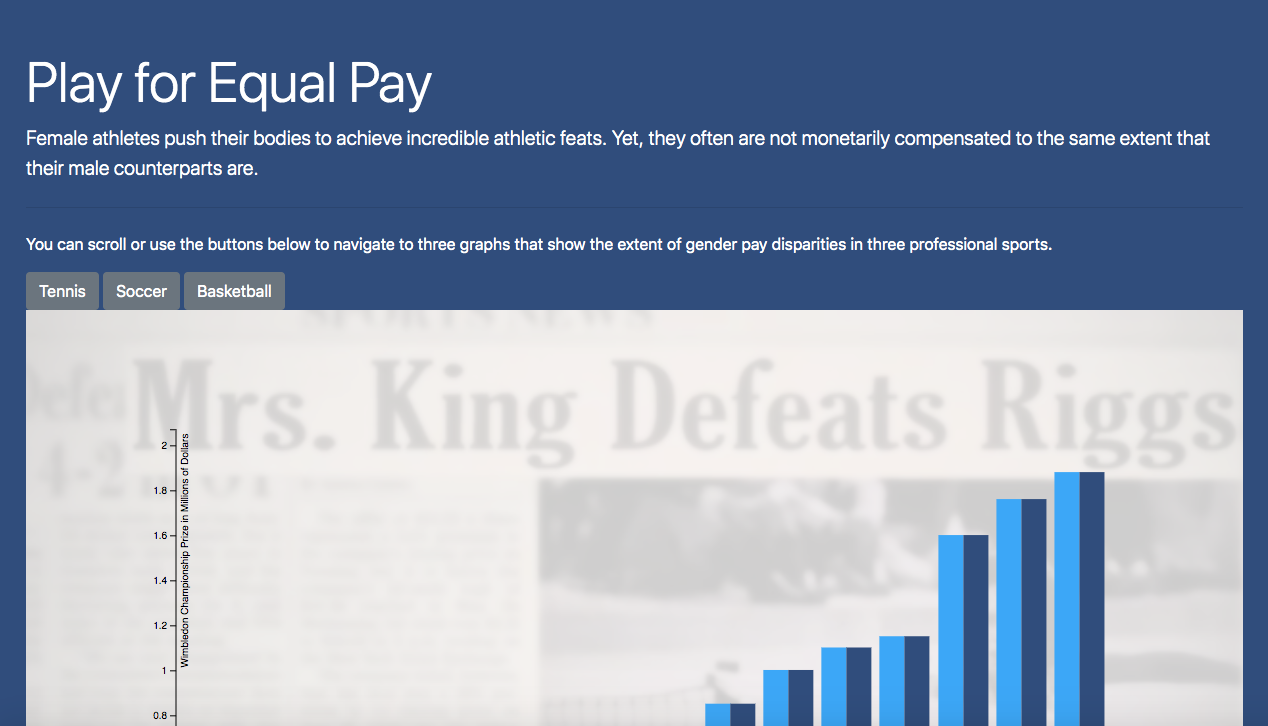 Play for Equal Pay
Female athletes push their bodies to achieve incredible athletic feats. Yet, they often are not monetarily compensated to the same extent that
their male counterparts are.
You can scroll or use the buttons below to navigate to three graphs that show the extent of gender pay disparities in three professional sports.
Tennis Soccer Basketball
SPORTS NEWS
Mrs. King Defeats Riggs
4-2
Wimbledon Championship Prize in Millions of Dollars
2
1.8
1.6
1.4
1.2
1
0.8